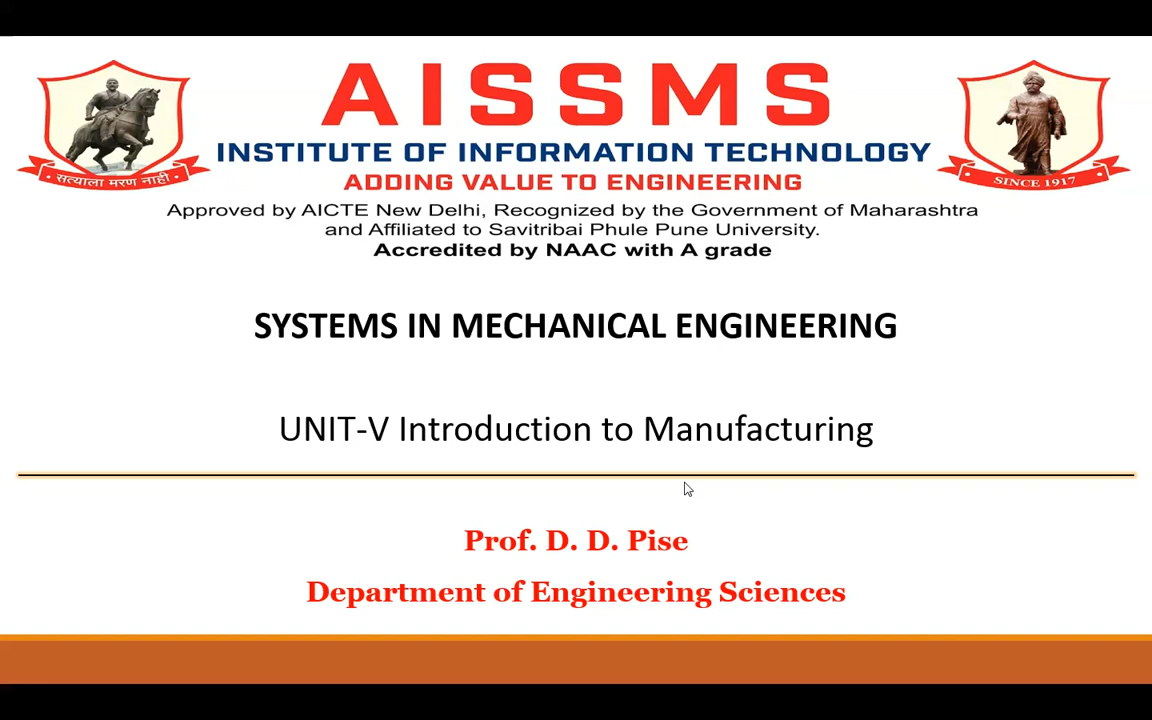 AISSMS
INSTITUTE OF INFORMATION TECHNOLOGY
ADDING VALUE TO ENGINEERING
सत्याला मरण नाही
SINCE 1917
Approved by AICTE New Delhi, Recognized by the Government of Maharashtra
and Affiliated to Savitribai Phule Pune University.
Accredited by NAAC with A grade
SYSTEMS IN MECHANICAL ENGINEERING
UNIT-V Introduction to Manufacturing
Prof. D. D. Pise
Department of Engineering Sciences